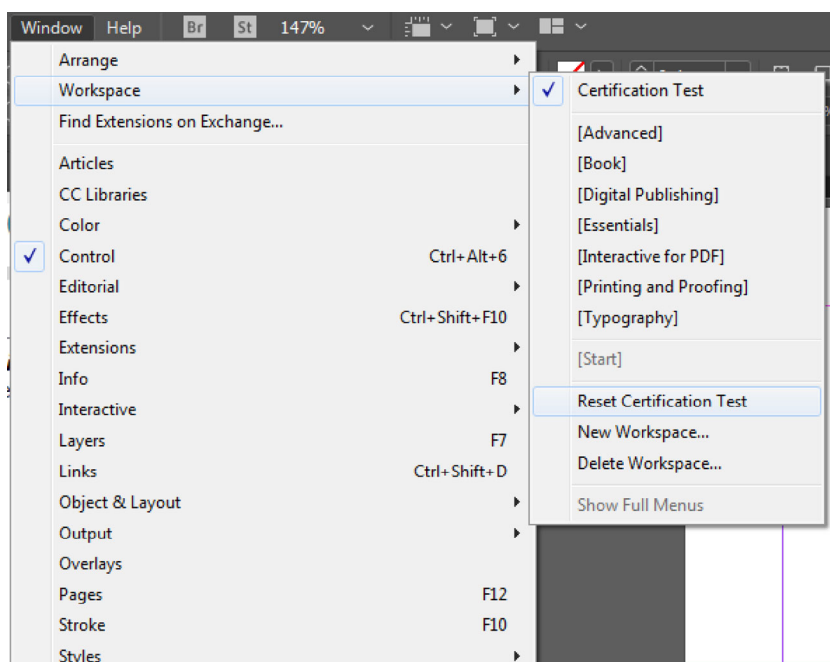 Window Help Br St 147%
Arrange
Workspace
Find Extensions on Exchange...
Articles
CC Libraries
Color
Control Ctrl+Alt+6
Editorial
Effects Ctrl+Shift+F10
Extensions
Info F8
Interactive
Layers F7
Links Ctrl+Shift+D
Object & Layout
Output
Overlays
Pages F12
Stroke F10
Styles
Certification Test
[Advanced]
[Book]
[Digital Publishing]
[Essentials]
[Interactive for PDF]
[Printing and Proofing]
[Typography]
[Start]
Reset Certification Test
New Workspace...
Delete Workspace...
Show Full Menus